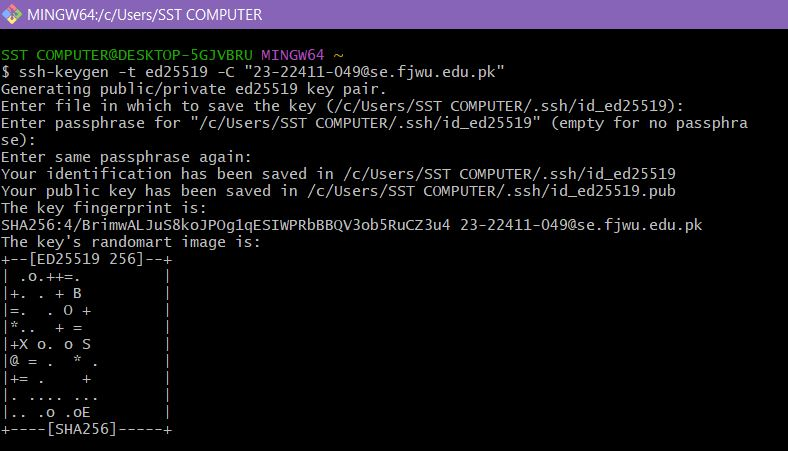 MINGW64:/c/Users/SST COMPUTER
SST COMPUTER@DESKTOP-5GJVBRU MINGW64 ~
$ ssh-keygen -t ed25519 -C "23-22411-049@se.fjwu.edu.pk"
Generating public/private ed25519 key pair.
Enter file in which to save the key (/c/Users/SST COMPUTER/.ssh/id_ed25519):
Enter passphrase for "/c/Users/SST COMPUTER/.ssh/id_ed25519" (empty for no passphra
se):
Enter same passphrase again:
Your identification has been saved in /c/Users/SST COMPUTER/.ssh/id_ed25519
Your public key has been saved in /c/Users/SST COMPUTER/.ssh/id_ed25519.pub
The key fingerprint is:
SHA256:4/BrimwALJuS8koJPOg1qESIWPRbBBQV3ob5RuCZ3u4 23-22411-049@se.fjwu.edu.pk
The key's randomart image is:
+--[ED25519 256]--+
| .o.++=.         |
|+. . + B         |
|=.  . O +        |
|*..  + =         |
|+X o. o S        |
|@ = .  * .       |
|+= .    +        |
|. .... ...       |
|.. .o .oE        |
+----[SHA256]-----+